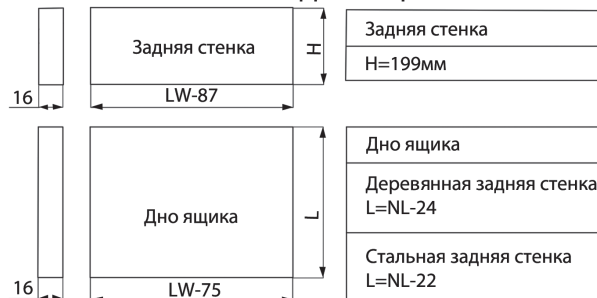 Задняя стенка
H
16
LW-87
Задняя стенка
H=199мм
Дно ящика
L
16
LW-75
Дно ящика
Деревянная задняя стенка
L=NL-24
Стальная задняя стенка
L=NL-22